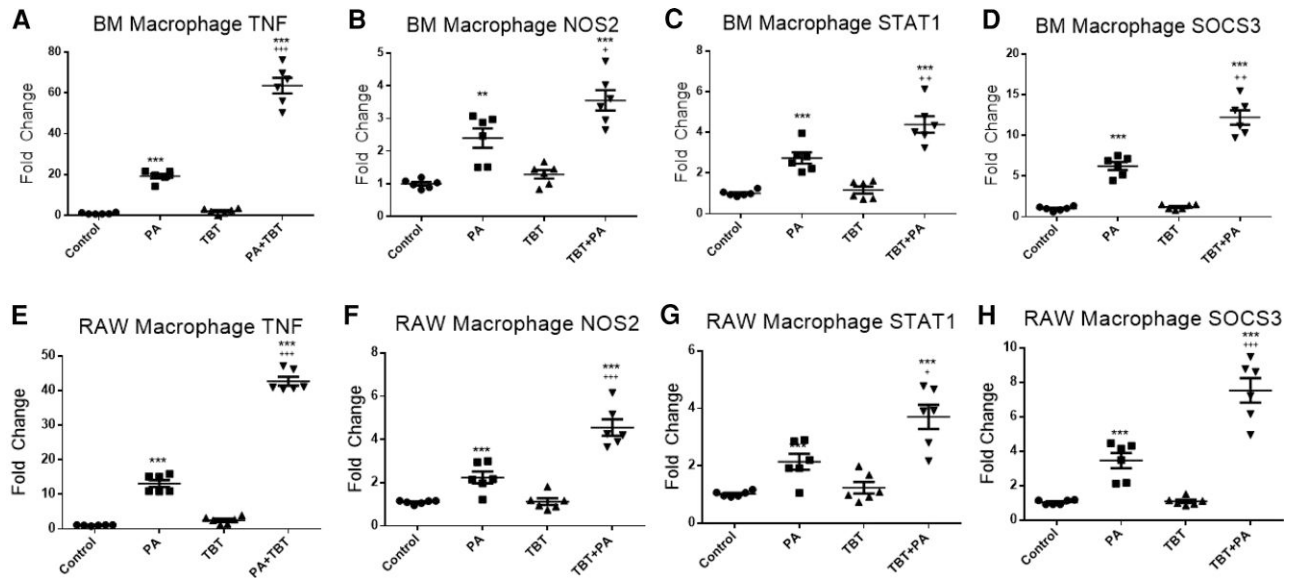 A
BM Macrophage TNF
Fold Change
80
60
40
20
0
***
***
+++
Control
PA
TBT
PA+TBT
B
BM Macrophage NOS2
Fold Change
5
4
3
2
1
0
**
***
+
Control
PA
TBT
TBT+PA
C
BM Macrophage STAT1
Fold Change
8
6
4
2
0
***
***
++
Control
PA
TBT
TBT+PA
D
BM Macrophage SOCS3
Fold Change
20
15
10
5
0
***
***
++
Control
PA
TBT
TBT+PA
E
RAW Macrophage TNF
Fold Change
50
40
30
20
10
0
***
***
+++
Control
PA
TBT
PA+TBT
F
RAW Macrophage NOS2
Fold Change
8
6
4
2
0
***
***
+++
Control
PA
TBT
TBT+PA
G
RAW Macrophage STAT1
Fold Change
6
4
2
0
***
***
+
Control
PA
TBT
TBT+PA
H
RAW Macrophage SOCS3
Fold Change
10
8
6
4
2
0
***
***
+++
Control
PA
TBT
TBT+PA